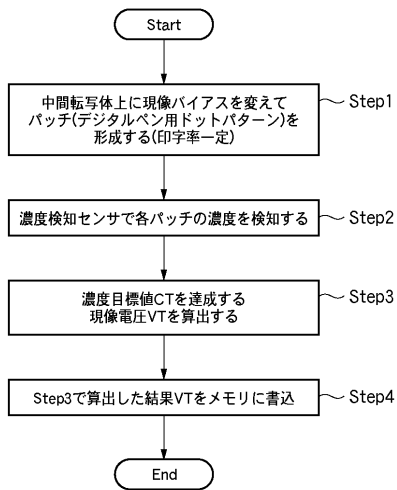 Start
中間転写体上に現像バイアスを変えて
パッチ(デジタルペン用ドットパターン)を
形成する(印字率一定)
Step1
濃度検知センサで各パッチの濃度を検知する
Step2
濃度目標値CTを達成する
現像電圧VTを算出する
Step3
Step3で算出した結果VTをメモリに書込
Step4
End